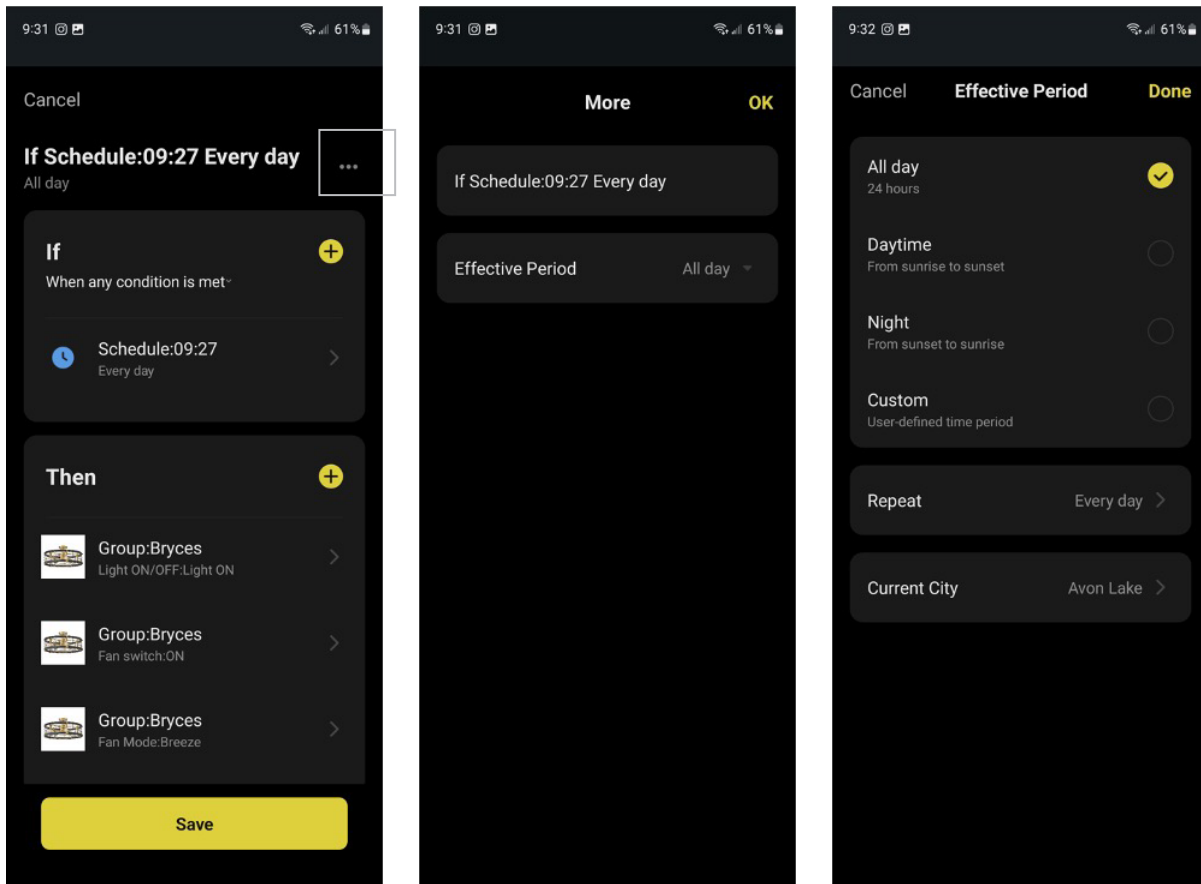 9:31 61%
Cancel
If Schedule:09:27 Every day
All day
If
When any condition is met
Schedule:09:27
Every day
Then
Group:Bryces
Light ON/OFF:Light ON
Group:Bryces
Fan switch:ON
Group:Bryces
Fan Mode:Breeze
Save
9:31 61%
More OK
If Schedule:09:27 Every day
Effective Period All day
9:32 61%
Cancel Effective Period Done
All day
24 hours
Daytime
From sunrise to sunset
Night
From sunset to sunrise
Custom
User-defined time period
Repeat Every day
Current City Avon Lake